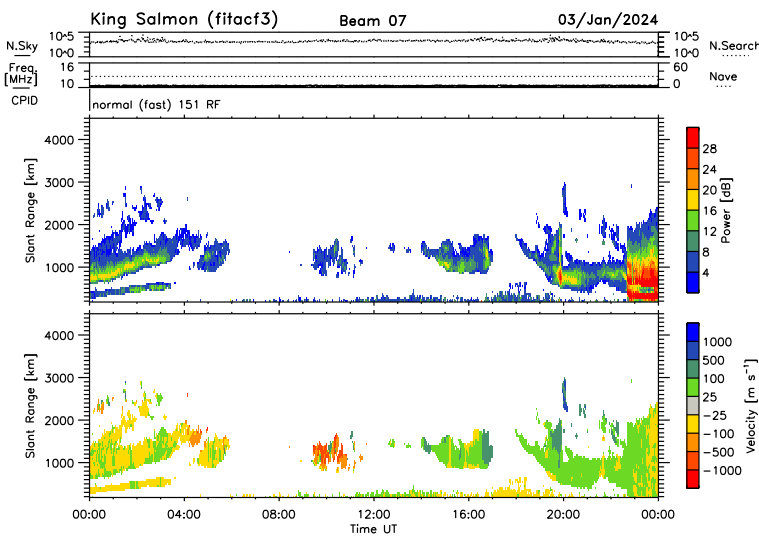 King Salmon (fitacf3) Beam 07 03/Jan/2024
N.Sky 10^5 10^0 10^5 10^0 N.Search
Freq [MHz] 16 10 60 0 Nave
CPID normal (fast) 151 RF
Slant Range [km] 4000 3000 2000 1000
Power [dB] 28 24 20 16 12 8 4
Slant Range [km] 4000 3000 2000 1000
Velocity [m s⁻¹] 1000 500 100 25 −25 −100 −500 −1000
00:00 04:00 08:00 12:00 16:00 20:00 00:00
Time UT